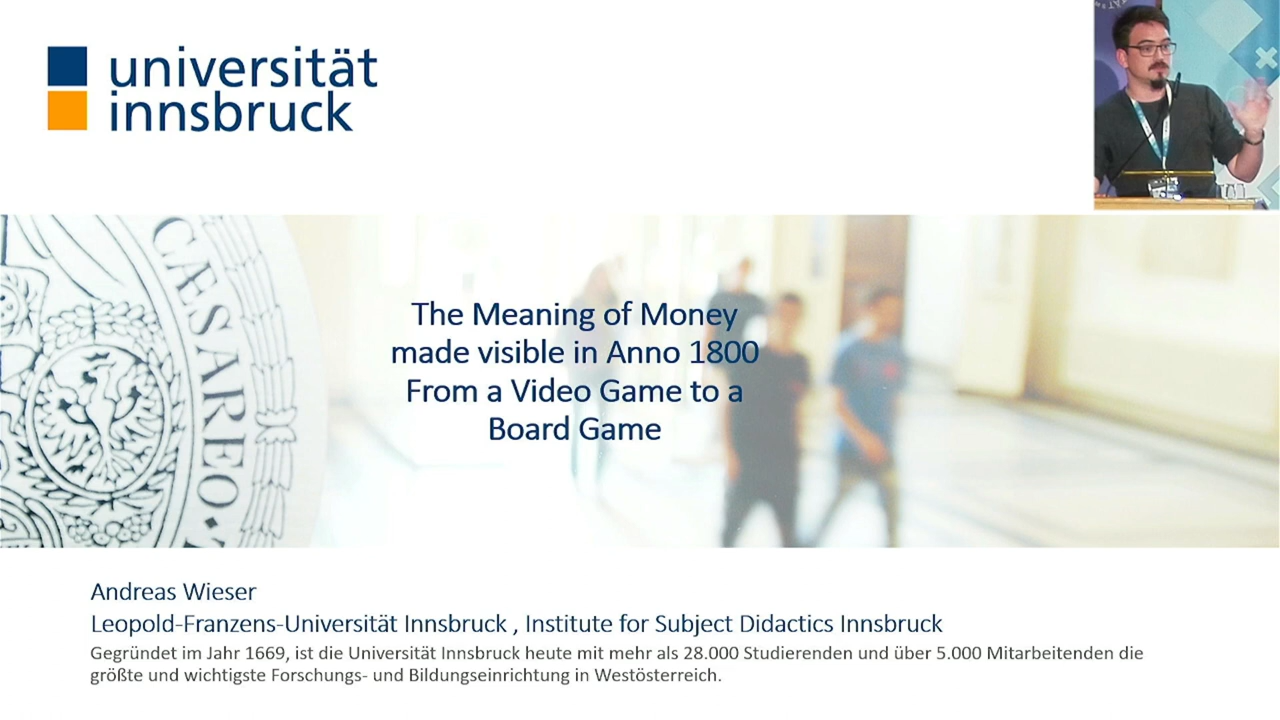 universität
innsbruck
CÆSAREO
The Meaning of Money
made visible in Anno 1800
From a Video Game to a
Board Game
Andreas Wieser
Leopold-Franzens-Universität Innsbruck , Institute for Subject Didactics Innsbruck
Gegründet im Jahr 1669, ist die Universität Innsbruck heute mit mehr als 28.000 Studierenden und über 5.000 Mitarbeitenden die
größte und wichtigste Forschungs- und Bildungseinrichtung in Westösterreich.